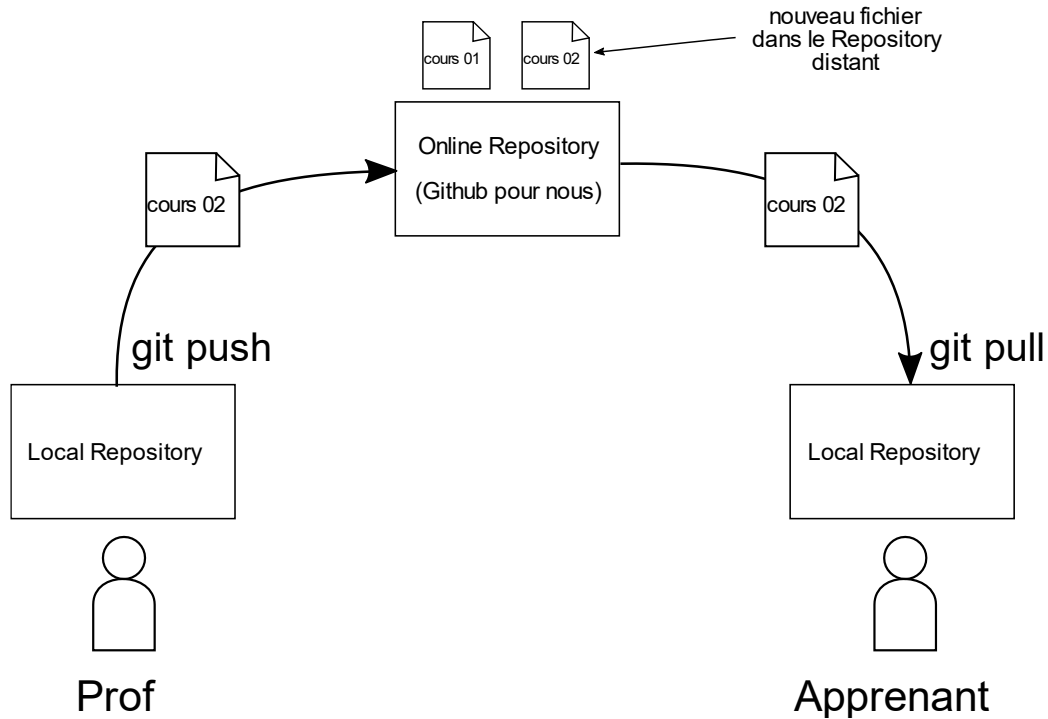 nouveau fichier
dans le Repository
distant
cours 01
cours 02
Online Repository
(Github pour nous)
cours 02
cours 02
git push
git pull
Local Repository
Local Repository
Prof
Apprenant